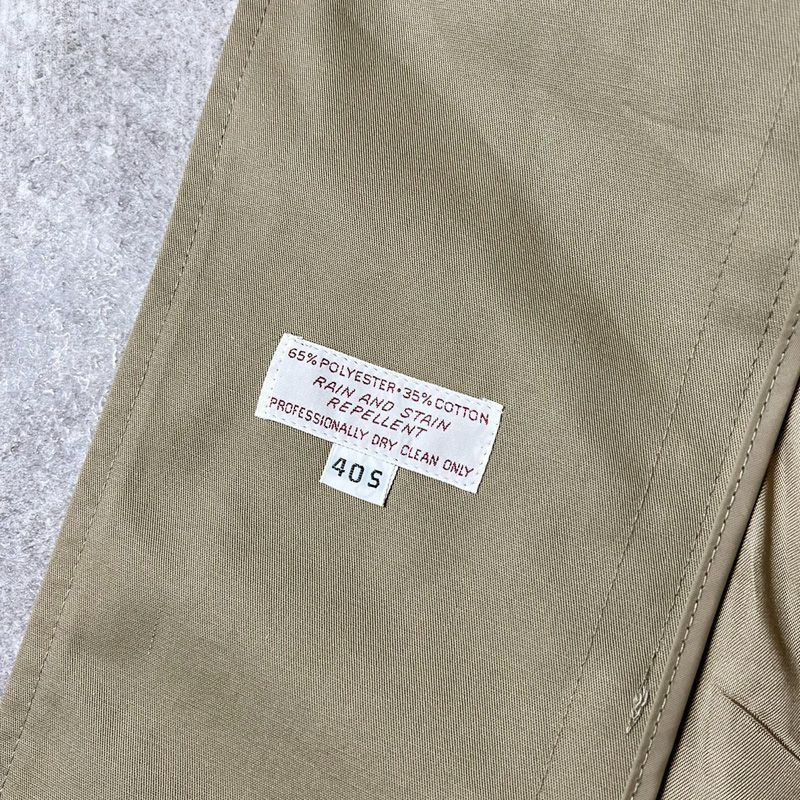 65% POLYESTER • 35% COTTON
RAIN AND STAIN
REPELLENT
PROFESSIONALLY DRY CLEAN ONLY
40S